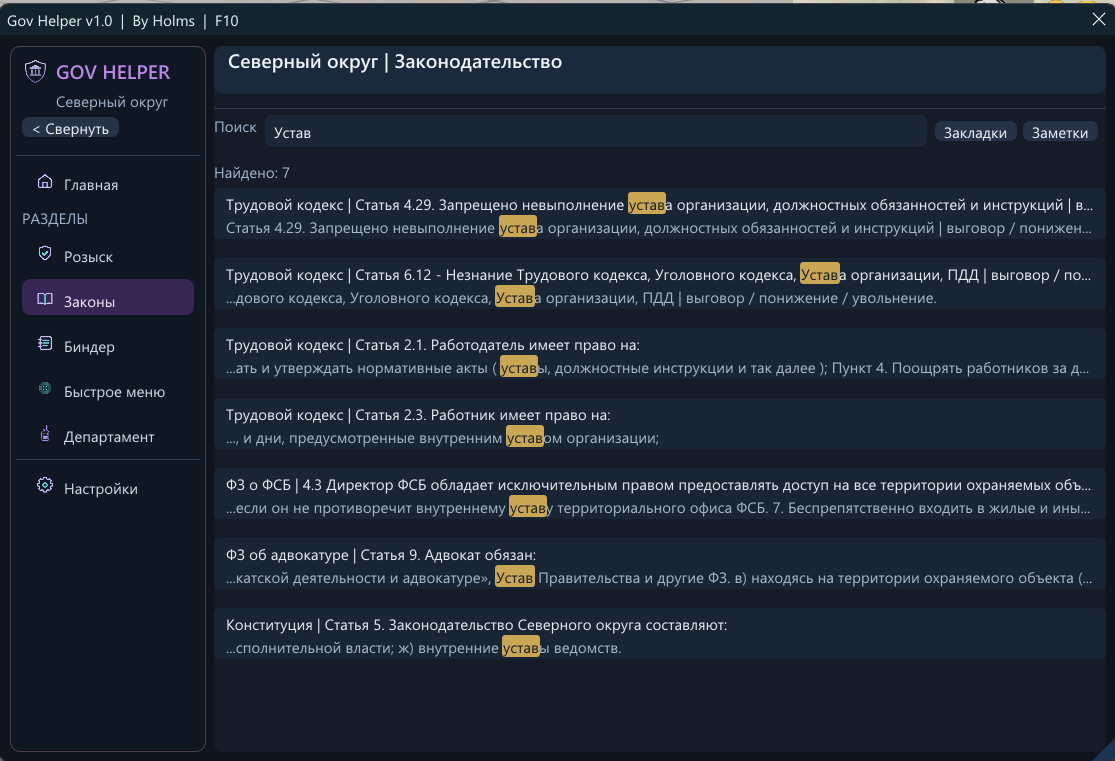 Gov Helper v1.0 | By Holms | F10
GOV HELPER
Северный округ
< Свернуть
Главная
РАЗДЕЛЫ
Розыск
Законы
Биндер
Быстрое меню
Департамент
Настройки
Северный округ | Законодательство
Поиск
Устав
Закладки
Заметки
Найдено: 7
Трудовой кодекс | Статья 4.29. Запрещено невыполнение устава организации, должностных обязанностей и инструкций | в...
Статья 4.29. Запрещено невыполнение устава организации, должностных обязанностей и инструкций | выговор / понижен...
Трудовой кодекс | Статья 6.12 - Незнание Трудового кодекса, Уголовного кодекса, Устава организации, ПДД | выговор / по...
...дового кодекса, Уголовного кодекса, Устава организации, ПДД | выговор / понижение / увольнение.
Трудовой кодекс | Статья 2.1. Работодатель имеет право на:
...ать и утверждать нормативные акты ( уставы, должностные инструкции и так далее ); Пункт 4. Поощрять работников за д...
Трудовой кодекс | Статья 2.3. Работник имеет право на:
..., и дни, предусмотренные внутренним уставом организации;
ФЗ о ФСБ | 4.3 Директор ФСБ обладает исключительным правом предоставлять доступ на все территории охраняемых объ...
...если он не противоречит внутреннему уставу территориального офиса ФСБ. 7. Беспрепятственно входить в жилые и ины...
ФЗ об адвокатуре | Статья 9. Адвокат обязан:
...катской деятельности и адвокатуре», Устав Правительства и другие ФЗ. в) находясь на территории охраняемого объекта (...
Конституция | Статья 5. Законодательство Северного округа составляют:
...сполнительной власти; ж) внутренние уставы ведомств.